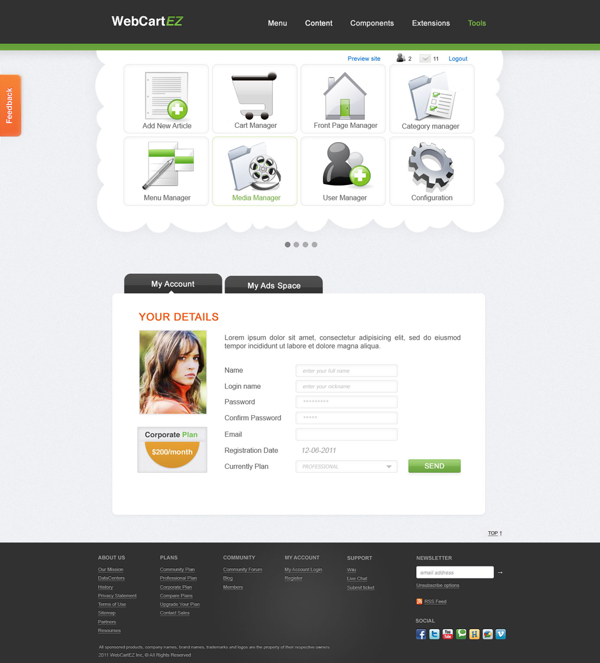 WebCartEZ
Menu Content Components Extensions Tools
Preview site 2 11 Logout
Feedback
Add New Article Cart Manager Front Page Manager Category manager
Menu Manager Media Manager User Manager Configuration
My Account My Ads Space
YOUR DETAILS
Lorem ipsum dolor sit amet, consectetur adipisicing elit, sed do eiusmod
tempor incididunt ut labore et dolore magna aliqua.
Name enter your full name
Login name enter your nickname
Password *********
Confirm Password *****
Email
Registration Date 12-06-2011
Currently Plan PROFESSIONAL SEND
Corporate Plan
$200/month
TOP ↑
ABOUT US
Our Mission
DataCenters
History
Privacy Statement
Terms of Use
Sitemap
Partners
Resources
PLANS
Community Plan
Professional Plan
Corporate Plan
Compare Plans
Upgrade Your Plan
Contact Sales
COMMUNITY
Community Forum
Blog
Members
MY ACCOUNT
My Account Login
Register
SUPPORT
Wiki
Live Chat
Submit ticket
NEWSLETTER
email address →
Unsubscribe options
RSS Feed
SOCIAL
All sponsored products, company names, brand names, trademarks and logos are the property of their respective owners.
2011 WebCartEZ Inc. © All Rights Reserved